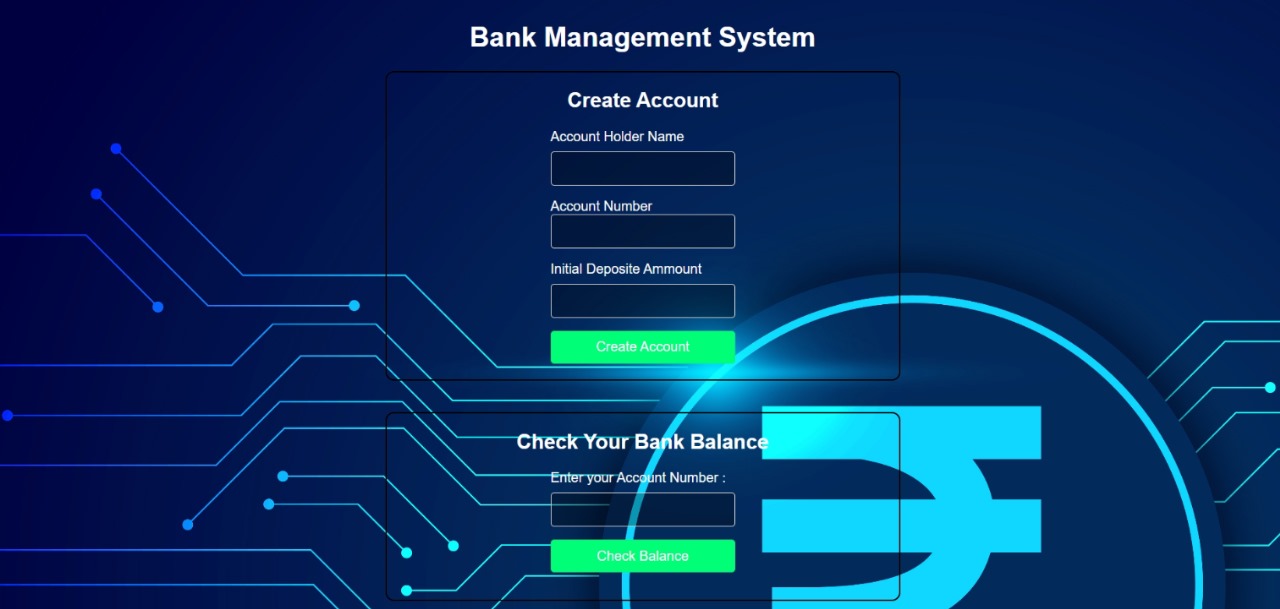 Bank Management System
Create Account
Account Holder Name
Account Number
Initial Deposite Ammount
Create Account
Check Your Bank Balance
Enter your Account Number :
Check Balance